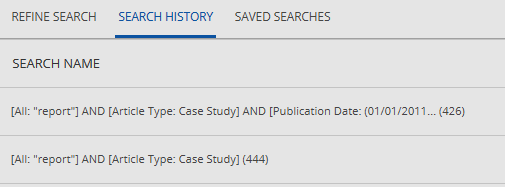 REFINE SEARCH SEARCH HISTORY SAVED SEARCHES
SEARCH NAME
[All: "report"] AND [Article Type: Case Study] AND [Publication Date: (01/01/2011... (426)
[All: "report"] AND [Article Type: Case Study] (444)